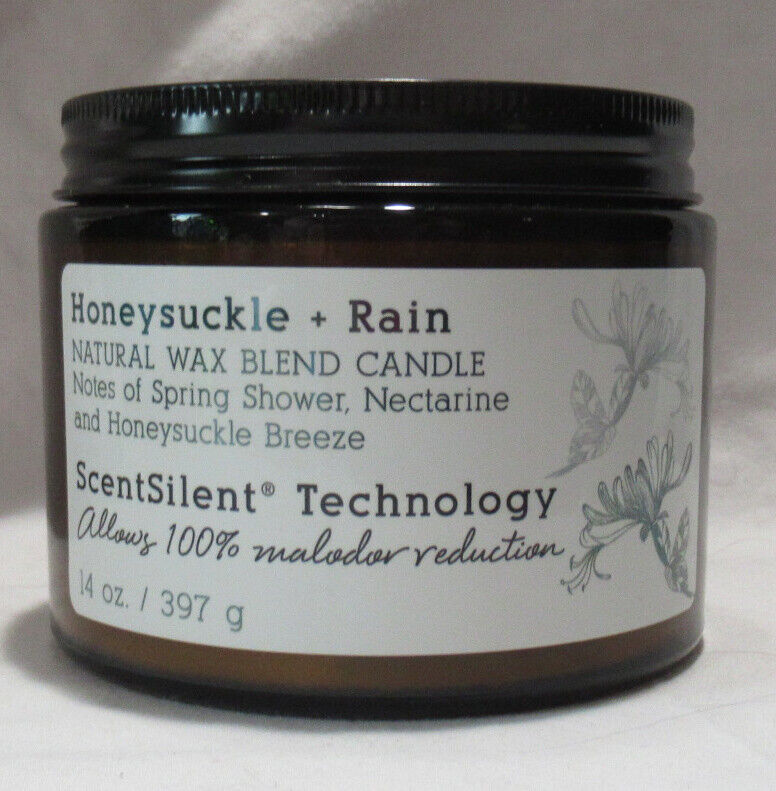 Honeysuckle + Rain
NATURAL WAX BLEND CANDLE
Notes of Spring Shower, Nectarine
and Honeysuckle Breeze
ScentSilent® Technology
Allows 100% malodor reduction
14 oz. / 397 g